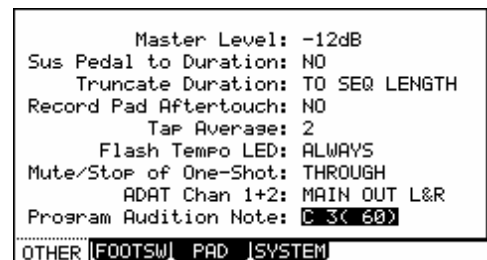 Master Level: -12dB
Sus Pedal to Duration: NO
Truncate Duration: TO SEQ LENGTH
Record Pad Aftertouch: NO
Tap Average: 2
Flash Tempo LED: ALWAYS
Mute/Stop of One-Shot: THROUGH
ADAT Chan 1+2: MAIN OUT L&R
Program Audition Note: C 3( 60)
OTHER FOOTSW PAD SYSTEM